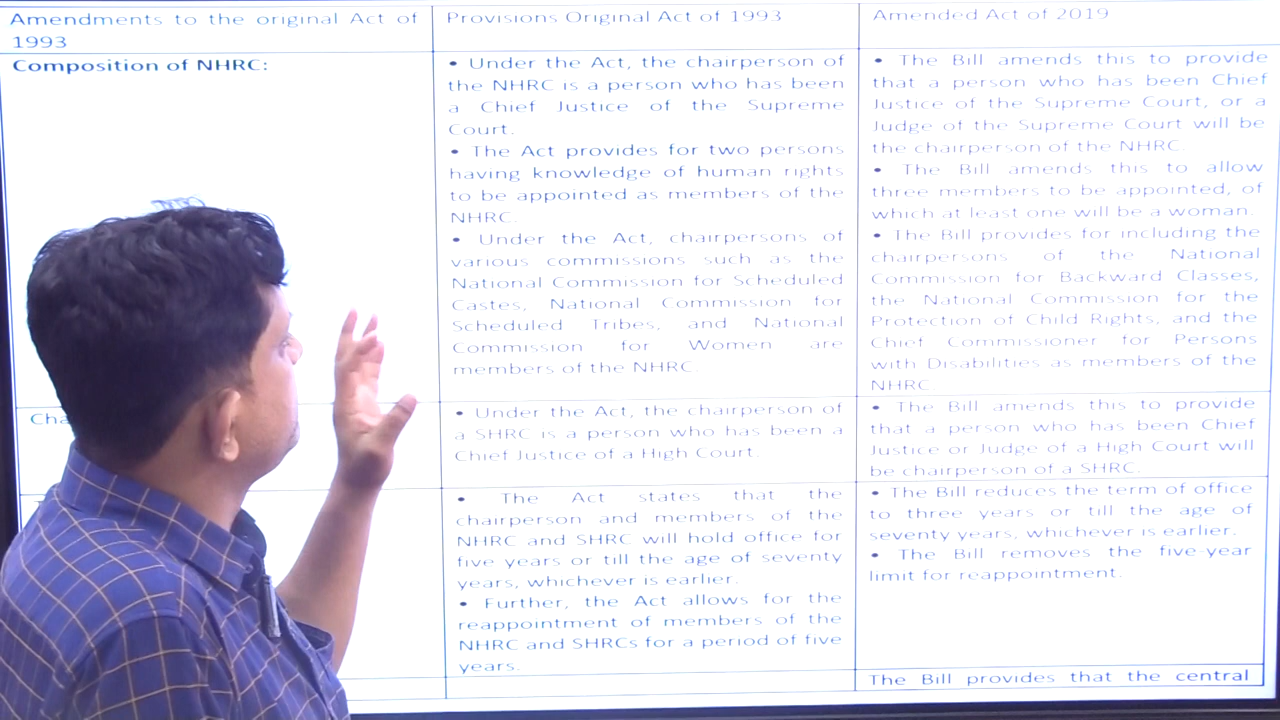 Amendments to the original Act of
1993
Provisions Original Act of 1993
Amended Act of 2019
Composition of NHRC:
• Under the Act, the chairperson of
the NHRC is a person who has been
a Chief Justice of the Supreme
Court.
• The Act provides for two persons
having knowledge of human rights
to be appointed as members of the
NHRC.
• Under the Act, chairpersons of
various commissions such as the
National Commission for Scheduled
Castes, National Commission for
Scheduled Tribes, and National
Commission for Women are
members of the NHRC.
• The Bill amends this to provide
that a person who has been Chief
Justice of the Supreme Court, or a
Judge of the Supreme Court will be
the chairperson of the NHRC.
• The Bill amends this to allow
three members to be appointed, of
which at least one will be a woman.
• The Bill provides for including the
chairpersons of the National
Commission for Backward Classes,
the National Commission for the
Protection of Child Rights, and the
Chief Commissioner for Persons
with Disabilities as members of the
NHRC.
• Under the Act, the chairperson of
a SHRC is a person who has been a
Chief Justice of a High Court.
• The Bill amends this to provide
that a person who has been Chief
Justice or Judge of a High Court will
be chairperson of a SHRC.
• The Act states that the
chairperson and members of the
NHRC and SHRC will hold office for
five years or till the age of seventy
years, whichever is earlier.
• Further, the Act allows for the
reappointment of members of the
NHRC and SHRCs for a period of five
years.
• The Bill reduces the term of office
to three years or till the age of
seventy years, whichever is earlier.
• The Bill removes the five-year
limit for reappointment.
The Bill provides that the central